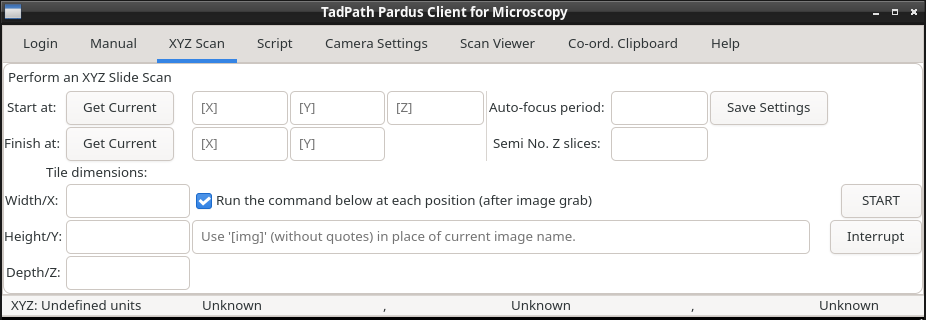 TadPath Pardus Client for Microscopy
Login Manual XYZ Scan Script Camera Settings Scan Viewer Co-ord. Clipboard Help
Perform an XYZ Slide Scan
Start at: Get Current [X] [Y] [Z] Auto-focus period: Save Settings
Finish at: Get Current [X] [Y] Semi No. Z slices:
Tile dimensions:
Width/X: Run the command below at each position (after image grab) START
Height/Y: Use '[img]' (without quotes) in place of current image name. Interrupt
Depth/Z:
XYZ: Undefined units Unknown , Unknown , Unknown